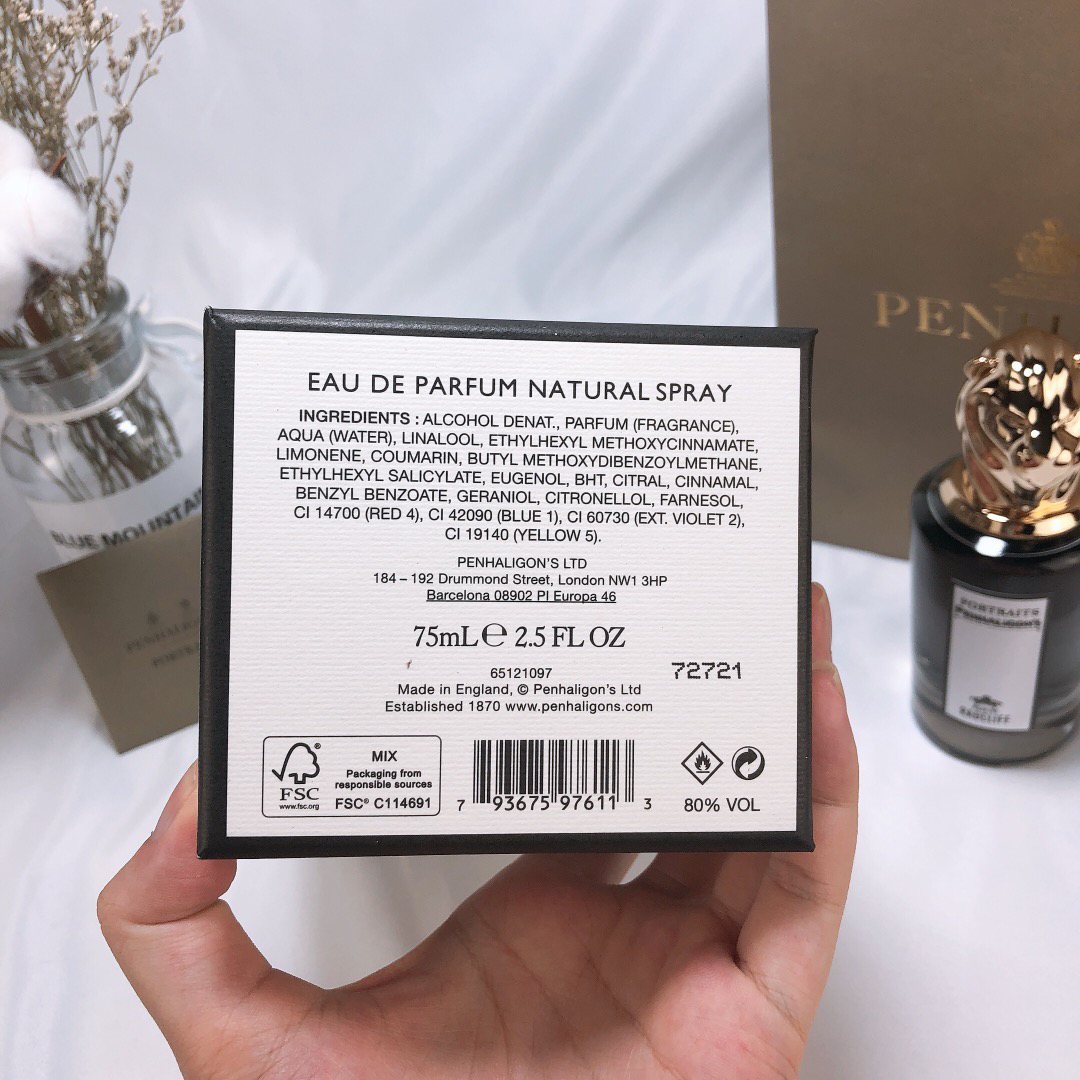 PEN
EAU DE PARFUM NATURAL SPRAY
INGREDIENTS : ALCOHOL DENAT., PARFUM (FRAGRANCE),
AQUA (WATER), LINALOOL, ETHYLHEXYL METHOXYCINNAMATE,
LIMONENE, COUMARIN, BUTYL METHOXYDIBENZOYLMETHANE,
ETHYLHEXYL SALICYLATE, EUGENOL, BHT, CITRAL, CINNAMAL,
BENZYL BENZOATE, GERANIOL, CITRONELLOL, FARNESOL,
CI 14700 (RED 4), CI 42090 (BLUE 1), CI 60730 (EXT. VIOLET 2),
CI 19140 (YELLOW 5).
PENHALIGON'S LTD
184 – 192 Drummond Street, London NW1 3HP
Barcelona 08902 Pl Europa 46
75mL ℮ 2.5 FL OZ
65121097
72721
Made in England, © Penhaligon's Ltd
Established 1870 www.penhaligons.com
FSC®
www.fsc.org
MIX
Packaging from
responsible sources
FSC® C114691
7 93675 97611 3
80% VOL
BLUE MOUNTAI
PENHALIG
PORTR
PORTRAITS
PENHALIGON'S
RADCLIFF